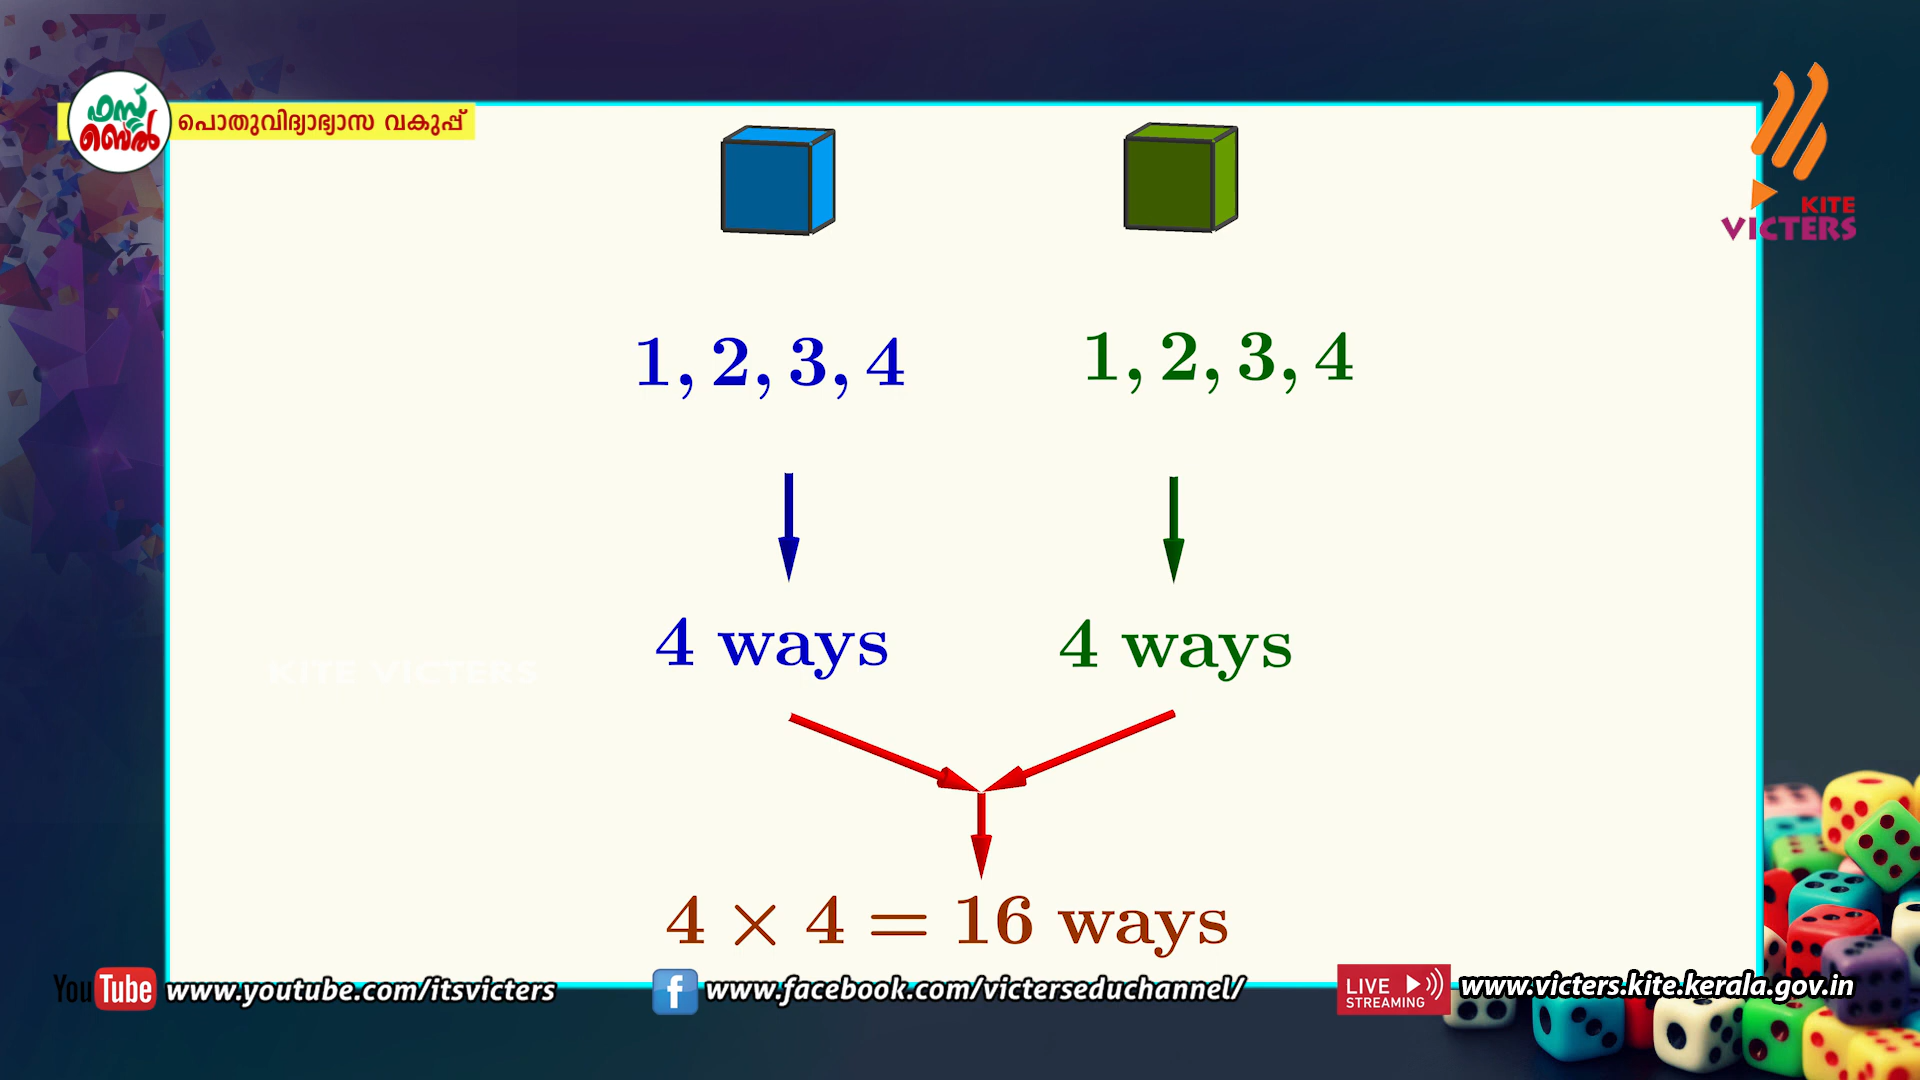 ഫസ്റ്റ്
ബെൽ
പൊതുവിദ്യാഭ്യാസ വകുപ്പ്
KITE
VICTERS
1, 2, 3, 4
1, 2, 3, 4
4 ways
4 ways
KITE VICTERS
4 × 4 = 16 ways
YouTube www.youtube.com/itsvicters
f www.facebook.com/victerseduchannel/
LIVE
STREAMING
www.victers.kite.kerala.gov.in